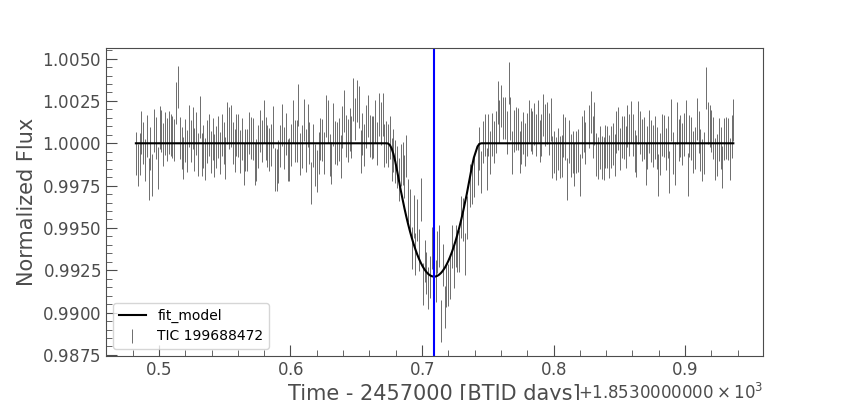 1.0050
1.0025
1.0000
0.9975
0.9950
0.9925
0.9900
0.9875
Normalized Flux
fit_model
TIC 199688472
0.5
0.6
0.7
0.8
0.9
Time - 2457000 [BTJD days]
+1.8530000000 × 10³